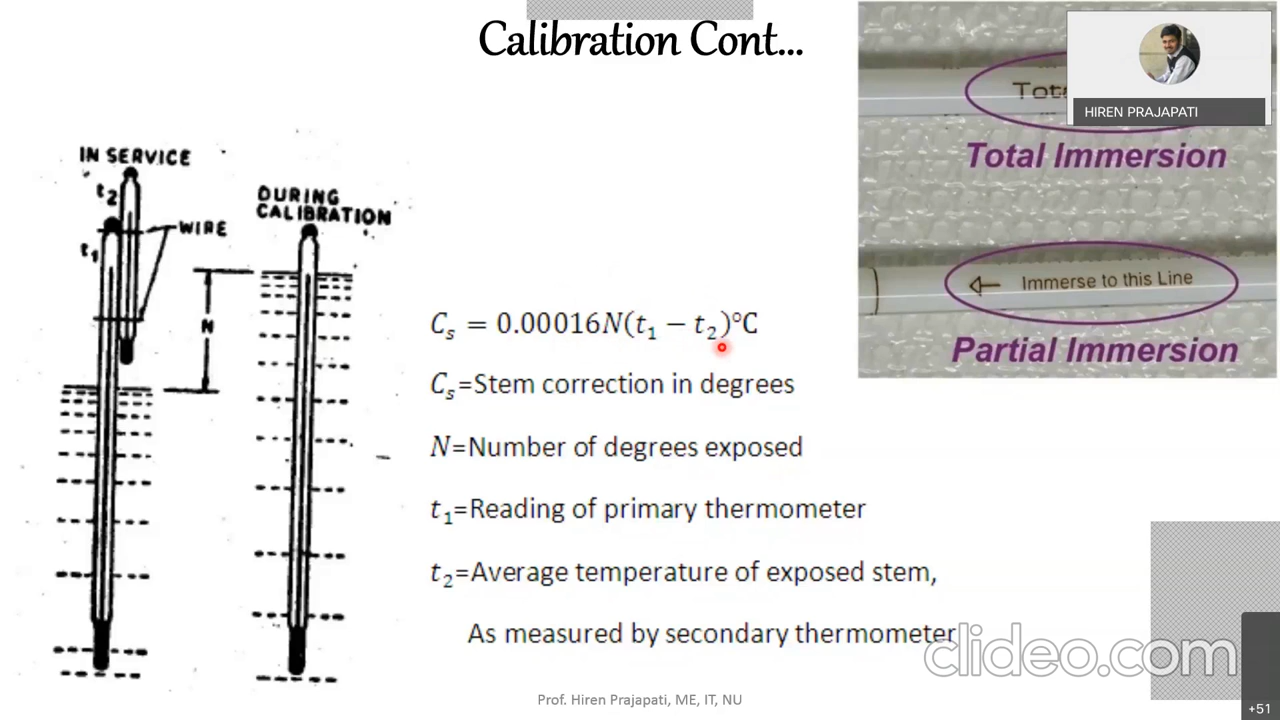 Calibration Cont...
HIREN PRAJAPATI
Total Immersion
Immerse to this Line
Partial Immersion
IN SERVICE
t2
t1
WIRE
N
DURING
CALIBRATION
Cₛ = 0.00016N(t₁ − t₂)°C
Cₛ=Stem correction in degrees
N=Number of degrees exposed
t₁=Reading of primary thermometer
t₂=Average temperature of exposed stem,
As measured by secondary thermometer
clideo.com
Prof. Hiren Prajapati, ME, IT, NU
+51